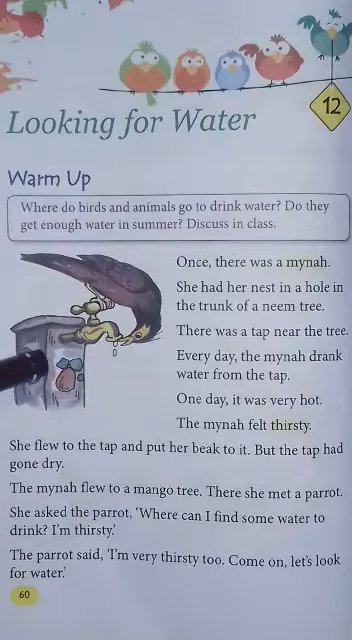 12
Looking for Water
Warm Up
Where do birds and animals go to drink water? Do they
get enough water in summer? Discuss in class.
Once, there was a mynah.
She had her nest in a hole in
the trunk of a neem tree.
There was a tap near the tree.
Every day, the mynah drank
water from the tap.
One day, it was very hot.
The mynah felt thirsty.
She flew to the tap and put her beak to it. But the tap had
gone dry.
The mynah flew to a mango tree. There she met a parrot.
She asked the parrot, 'Where can I find some water to
drink? I'm thirsty.'
The parrot said, 'I'm very thirsty too. Come on, let's look
for water.'
60